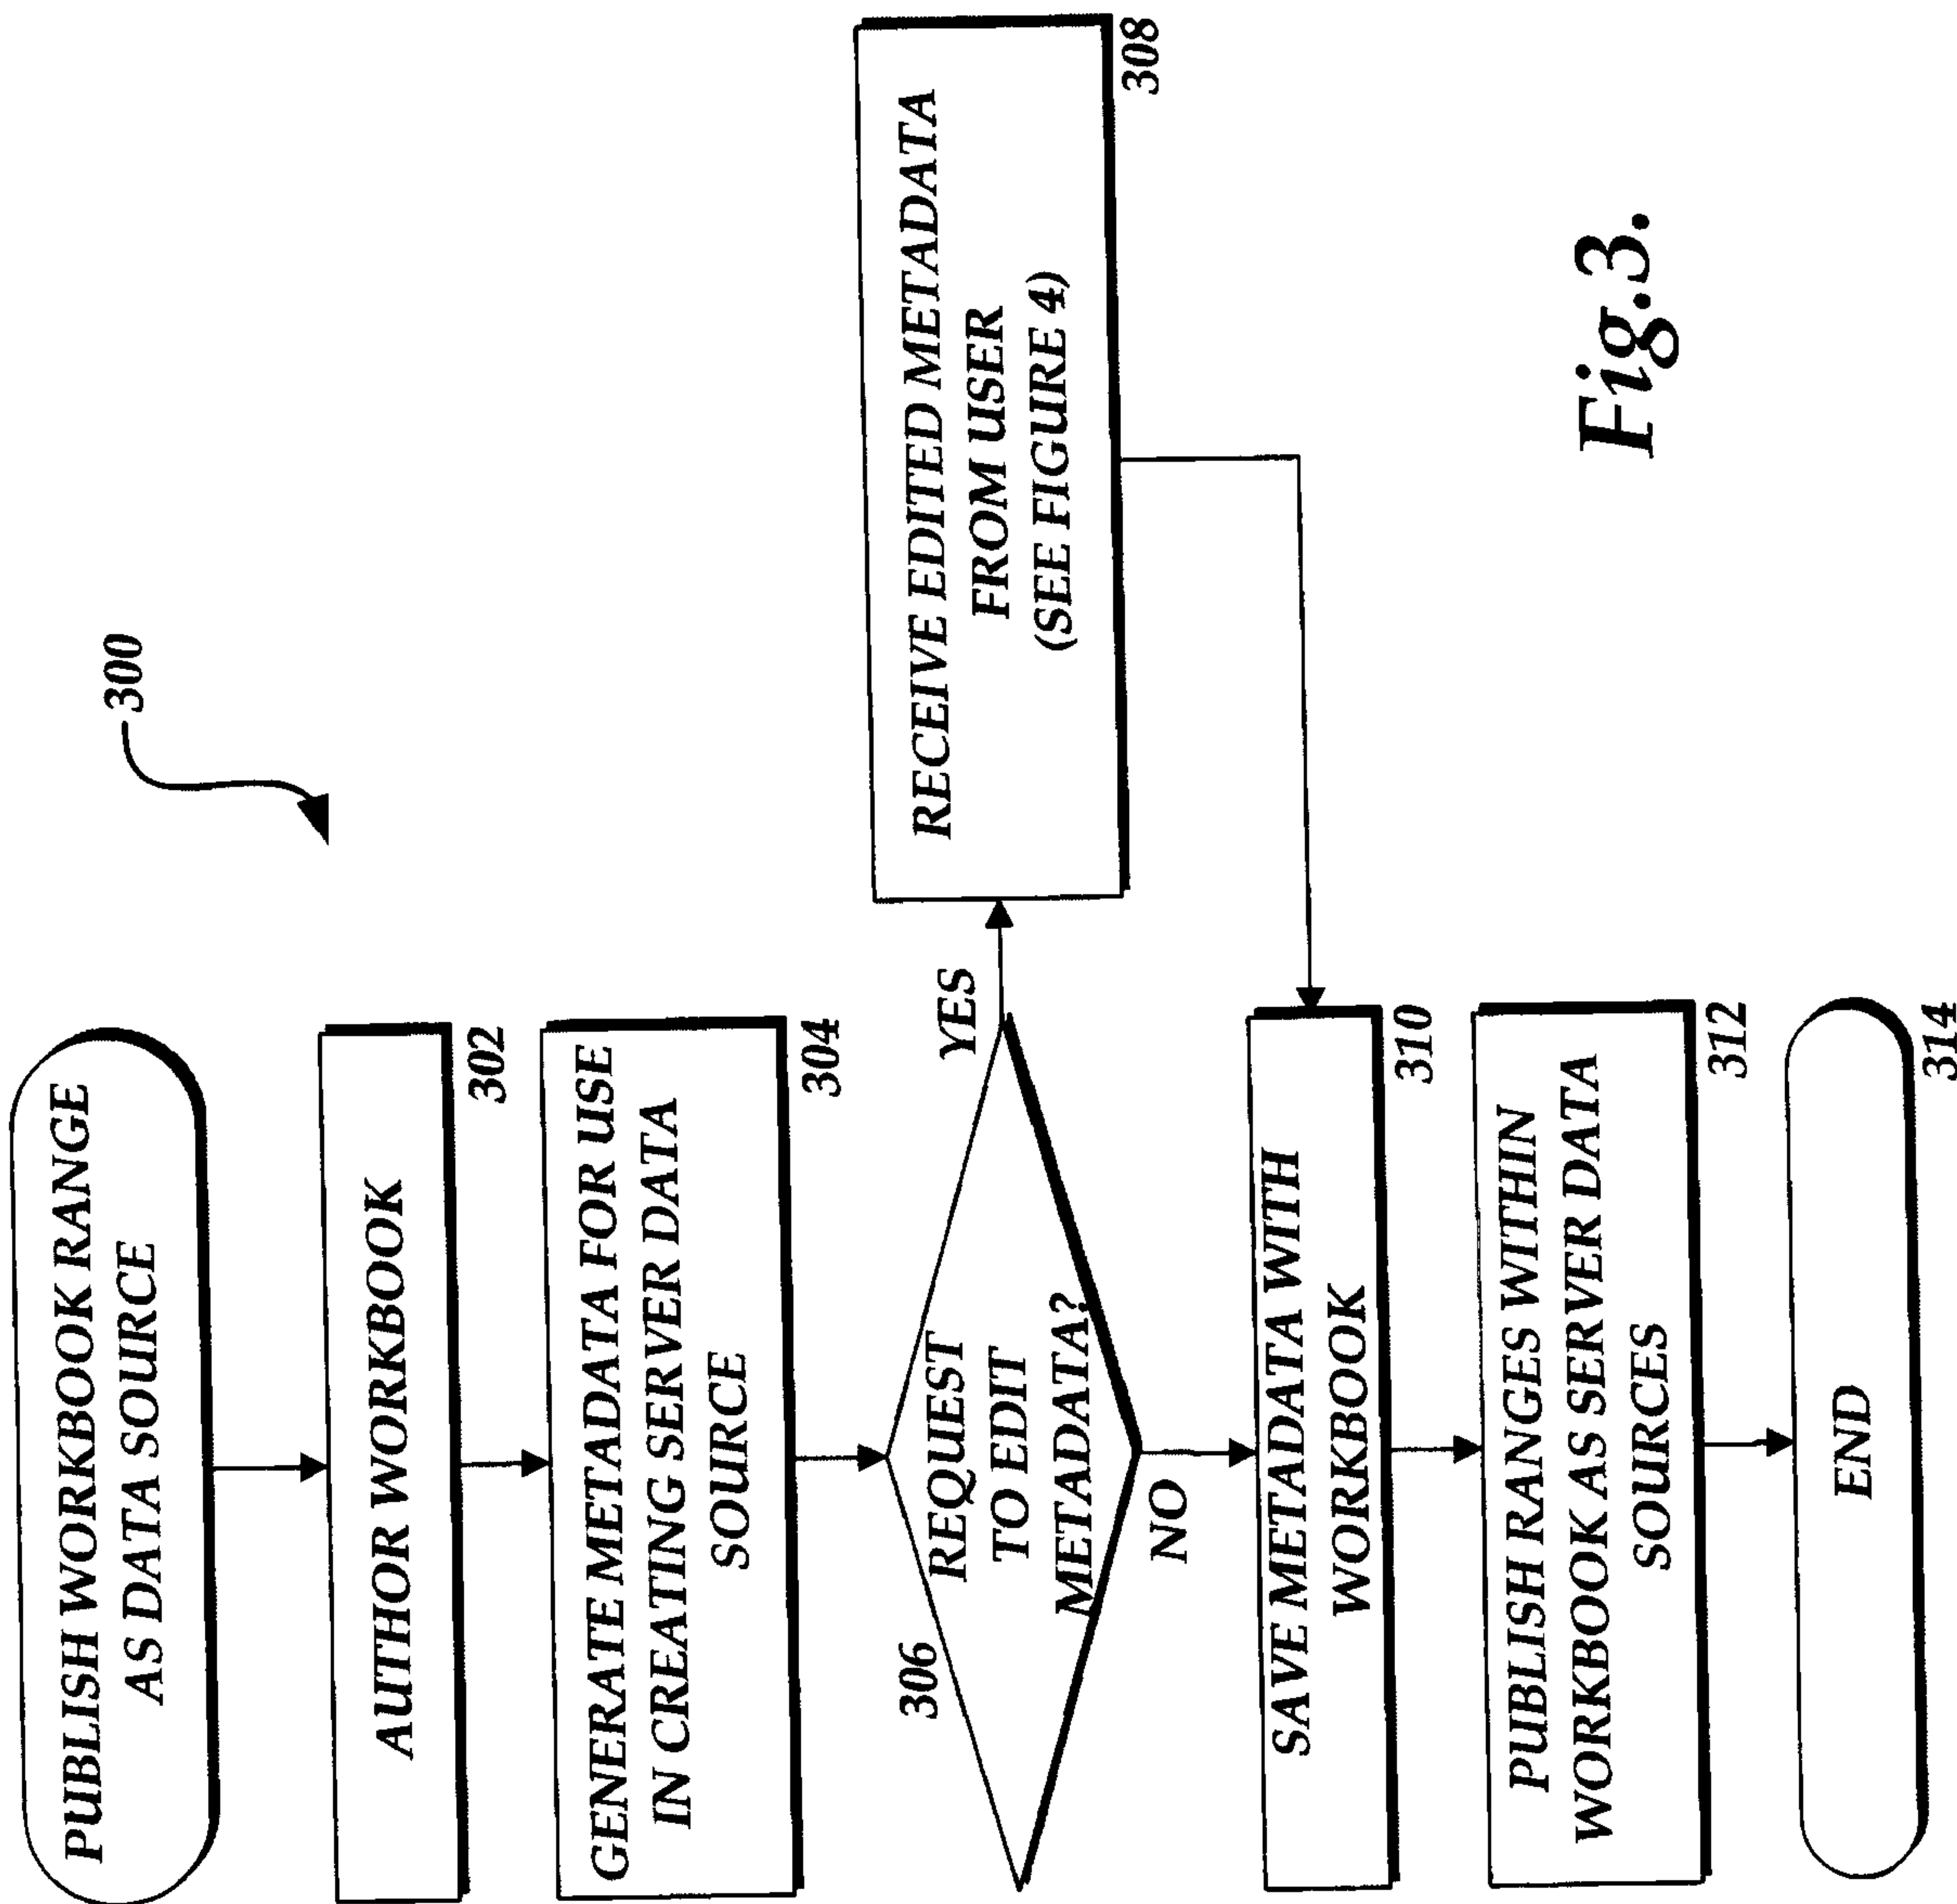 300
PUBLISH WORKBOOK RANGE
AS DATA SOURCE
AUTHOR WORKBOOK
302
GENERATE METADATA FOR USE
IN CREATING SERVER DATA
SOURCE
304
306
REQUEST
TO EDIT
METADATA?
YES
NO
RECEIVE EDITED METADATA
FROM USER
(SEE FIGURE 4)
308
SAVE METADATA WITH
WORKBOOK
310
PUBLISH RANGES WITHIN
WORKBOOK AS SERVER DATA
SOURCES
312
END
314
Fig.3.